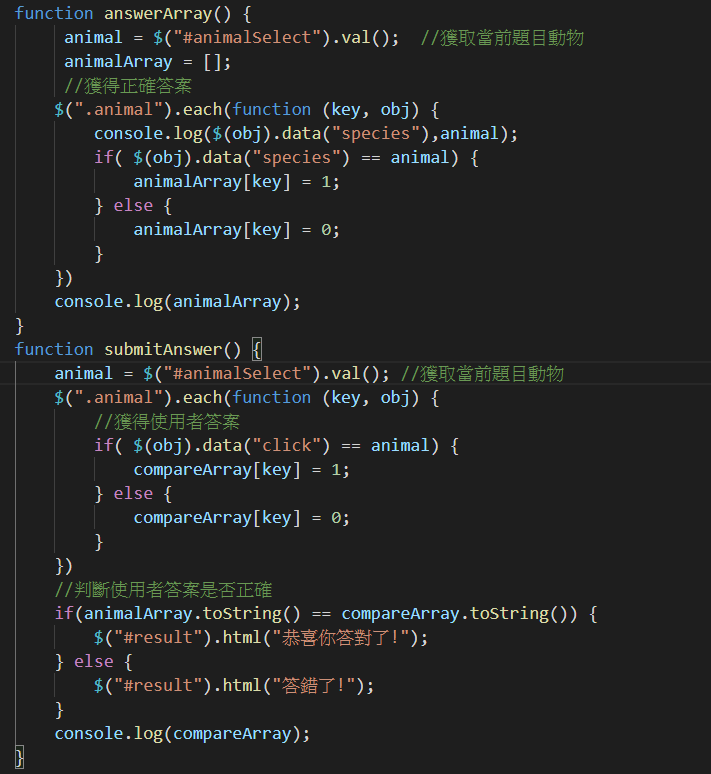 function answerArray() {
animal = $("#animalSelect").val();  //獲取當前題目動物
animalArray = [];
//獲得正確答案
$(".animal").each(function (key, obj) {
console.log($(obj).data("species"),animal);
if( $(obj).data("species") == animal) {
animalArray[key] = 1;
} else {
animalArray[key] = 0;
}
})
console.log(animalArray);
}
function submitAnswer() {
animal = $("#animalSelect").val(); //獲取當前題目動物
$(".animal").each(function (key, obj) {
//獲得使用者答案
if( $(obj).data("click") == animal) {
compareArray[key] = 1;
} else {
compareArray[key] = 0;
}
})
//判斷使用者答案是否正確
if(animalArray.toString() == compareArray.toString()) {
$("#result").html("恭喜你答對了!");
} else {
$("#result").html("答錯了!");
}
console.log(compareArray);
}